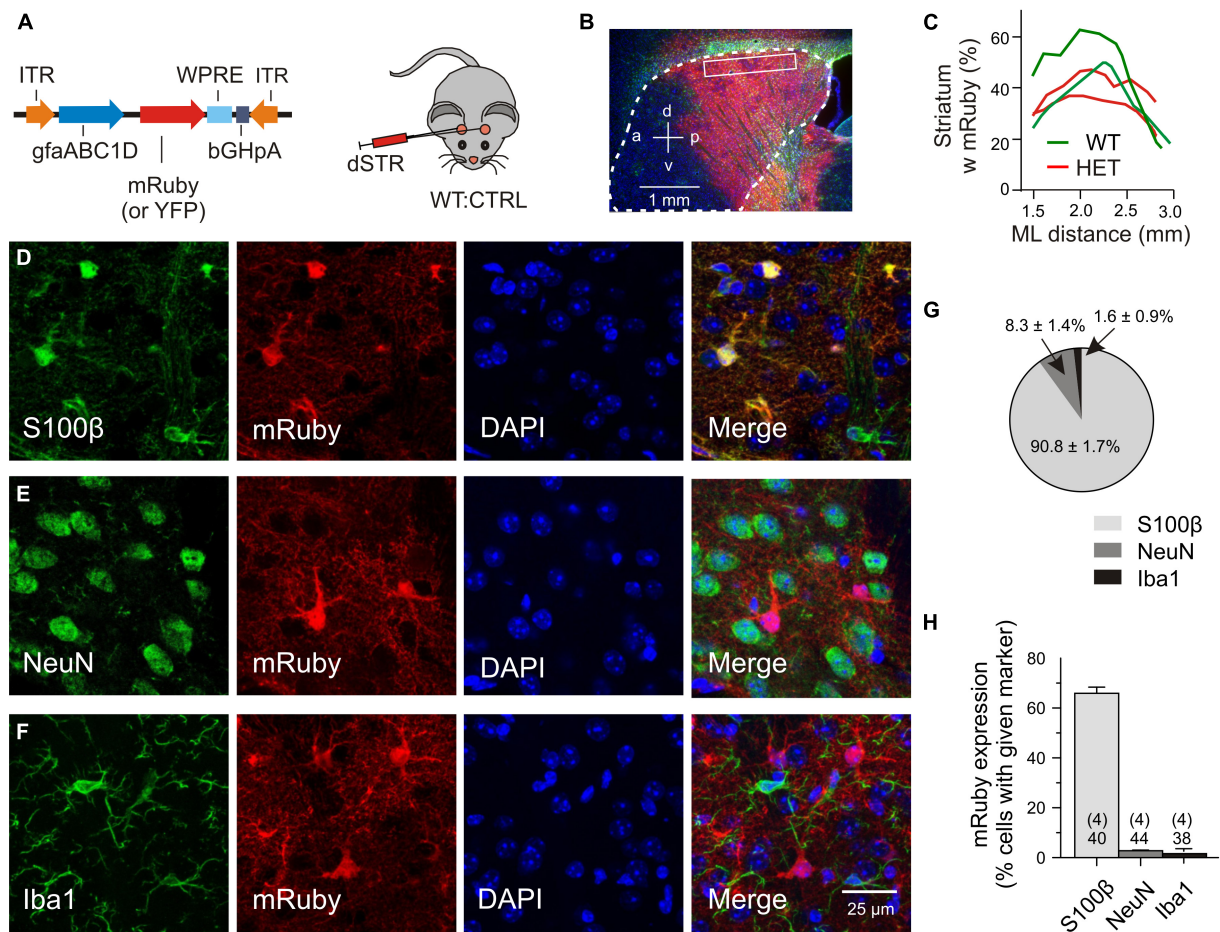 A
ITR
WPRE
ITR
gfaABC1D
bGHpA
mRuby
(or YFP)
dSTR
WT:CTRL
B
d
a
p
v
1 mm
C
Striatum
w mRuby (%)
60
40
20
0
WT
HET
1.5
2.0
2.5
3.0
ML distance (mm)
D
S100β
mRuby
DAPI
Merge
E
NeuN
mRuby
DAPI
Merge
F
Iba1
mRuby
DAPI
Merge
25 µm
G
8.3 ± 1.4%
1.6 ± 0.9%
90.8 ± 1.7%
S100β
NeuN
Iba1
H
mRuby expression
(% cells with given marker)
80
60
40
20
0
(4)
40
(4)
44
(4)
38
S100β
NeuN
Iba1